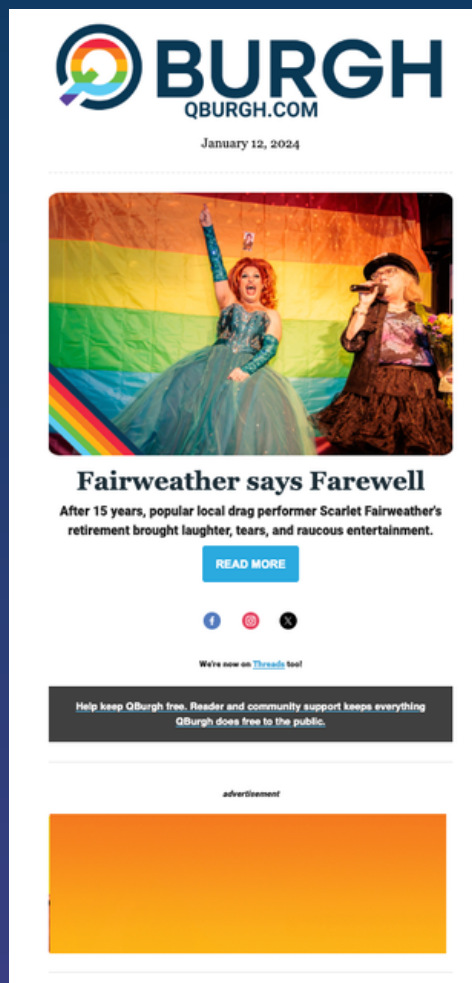 QBURGH
QBURGH.COM
January 12, 2024
Fairweather says Farewell
After 15 years, popular local drag performer Scarlet Fairweather's
retirement brought laughter, tears, and raucous entertainment.
READ MORE
We're now on Threads too!
Help keep QBurgh free. Reader and community support keeps everything
QBurgh does free to the public.
advertisement